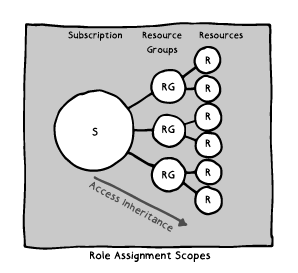 Subscription
Resource
Groups
Resources
S
RG
RG
RG
R
R
R
R
R
R
Access Inheritance
Role Assignment Scopes